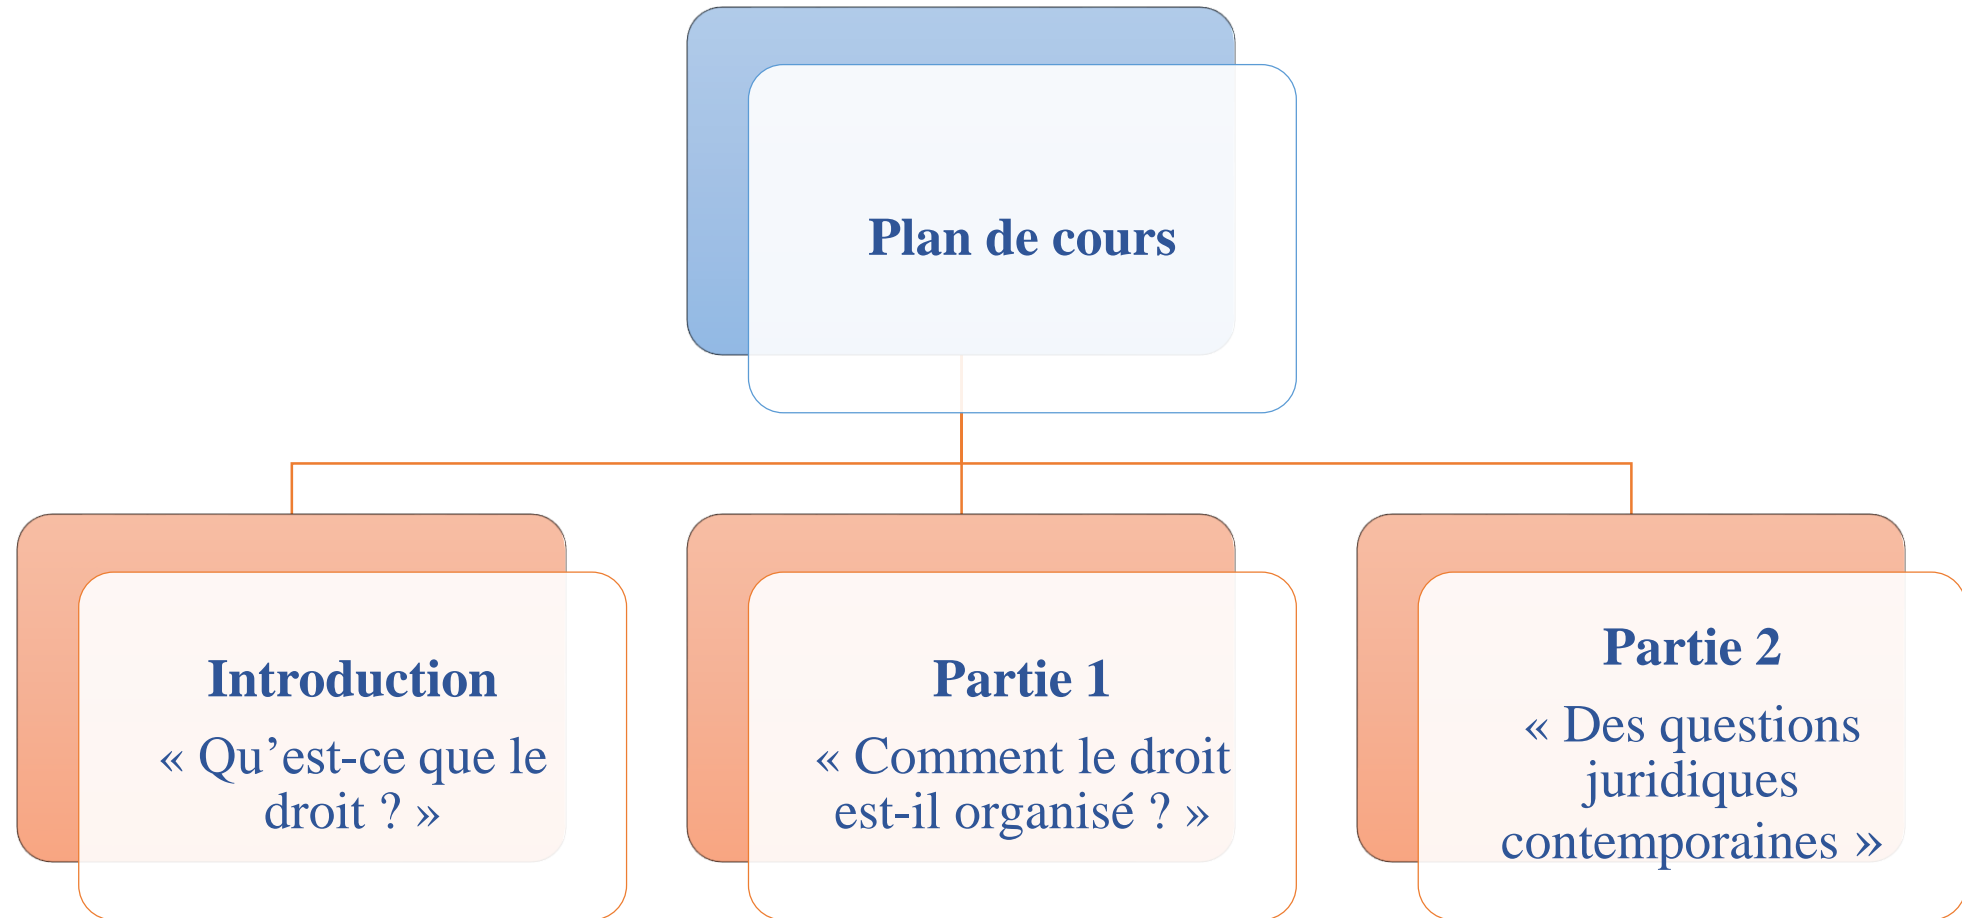 Plan de cours
Introduction
« Qu’est-ce que le
droit ? »
Partie 1
« Comment le droit
est-il organisé ? »
Partie 2
« Des questions
juridiques
contemporaines »